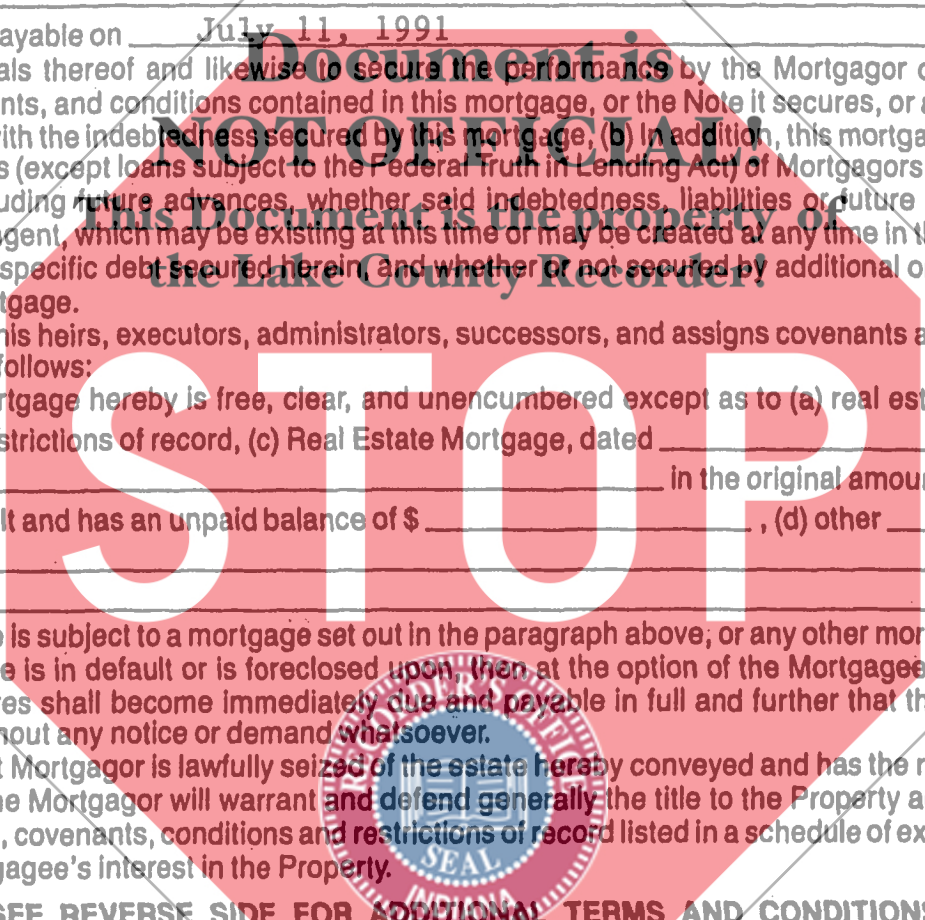 ayable on July 11, 1991
Document is
als thereof and likewise to secure the performance by the Mortgagor o
nts, and conditions contained in this mortgage, or the Note it secures, or a
NOT OFFICIAL!
with the indebtedness secured by this mortgage, (b) In addition, this mortga
s (except loans subject to the Federal Truth in Lending Act) of Mortgagors
uding future advances, whether said indebtedness, liabilities or future
This Document is the property of
gent, which may be existing at this time or may be created at any time in th
specific debt secured herein, and whether or not secured by additional o
the Lake County Recorder!
tgage.
his heirs, executors, administrators, successors, and assigns covenants a
follows:
STOP
rtgage hereby is free, clear, and unencumbered except as to (a) real est
strictions of record, (c) Real Estate Mortgage, dated
in the original amou
lt and has an unpaid balance of $ , (d) other
is subject to a mortgage set out in the paragraph above, or any other mor
e is in default or is foreclosed upon, then at the option of the Mortgagee
es shall become immediately due and payable in full and further that th
hout any notice or demand whatsoever.
RECORDER'S OFFICE
t Mortgagor is lawfully seized of the estate hereby conveyed and has the r
he Mortgagor will warrant and defend generally the title to the Property a
, covenants, conditions and restrictions of record listed in a schedule of ex
SEAL
gagee's interest in the Property.
INDIANA
SEE REVERSE SIDE FOR ADDITIONAL TERMS AND CONDITIONS